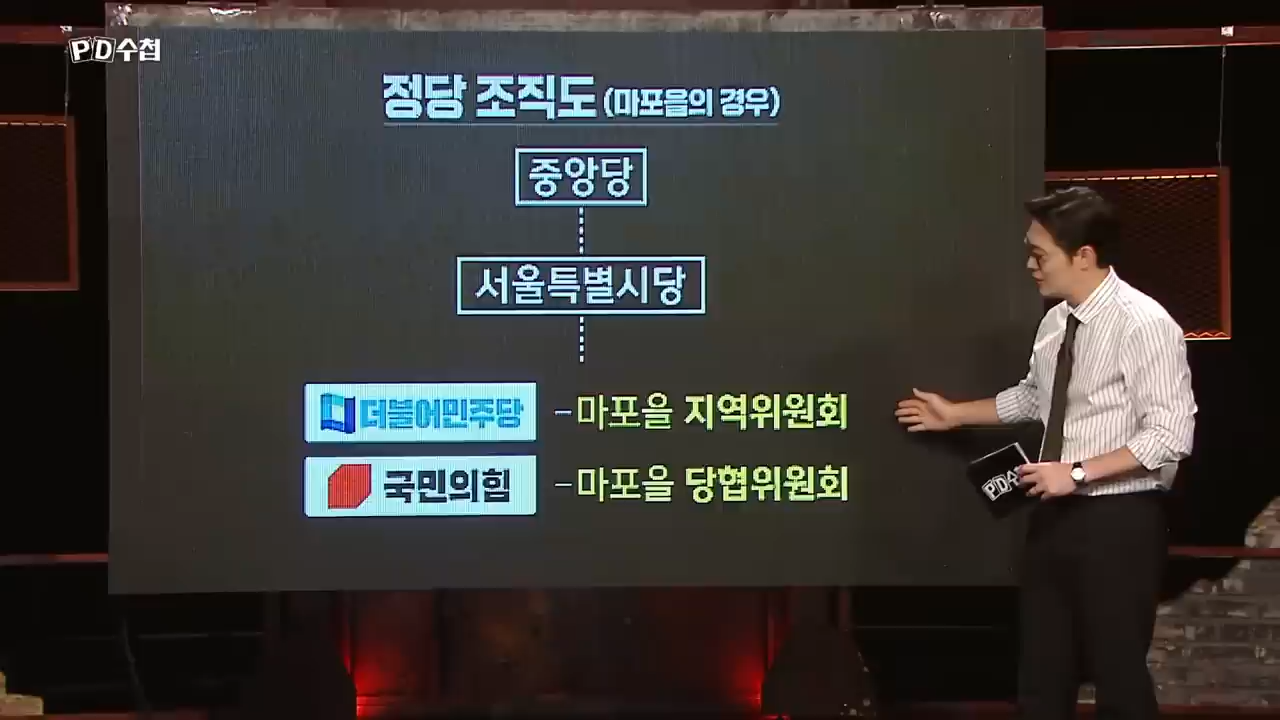 PD수첩
정당 조직도 (마포을의 경우)
중앙당
서울특별시당
더불어민주당 -마포을 지역위원회
국민의힘 -마포을 당협위원회
PD수